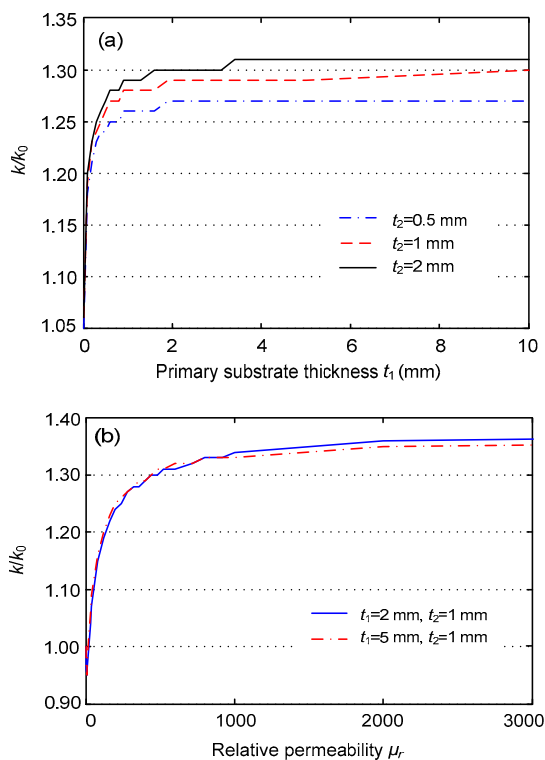 (a)
1.35
1.30
1.25
1.20
1.15
1.10
1.05
k/k0
t2=0.5 mm
t2=1 mm
t2=2 mm
0 2 4 6 8 10
Primary substrate thickness t1 (mm)
(b)
1.40
1.30
1.20
1.10
1.00
0.90
k/k0
t1=2 mm, t2=1 mm
t1=5 mm, t2=1 mm
0 1000 2000 3000
Relative permeability μr